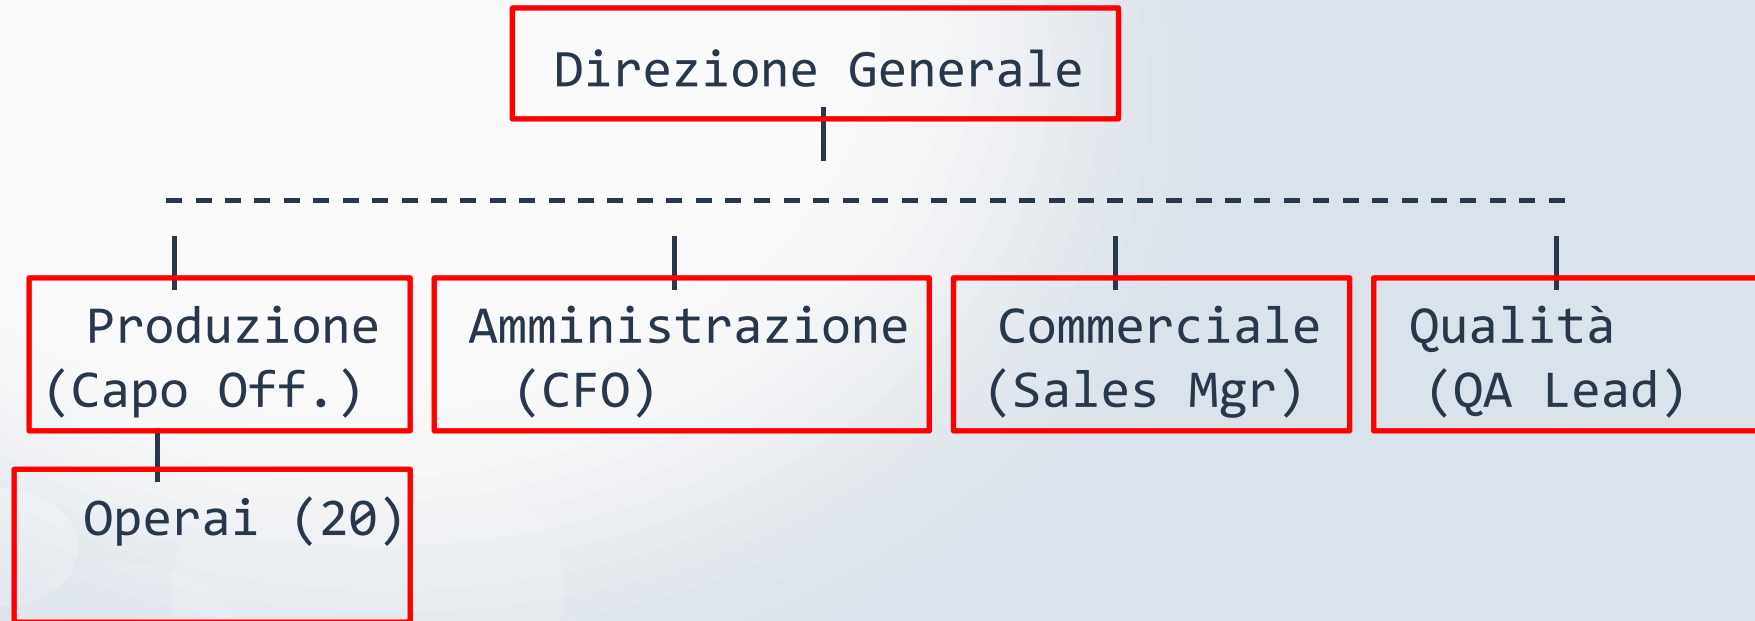 Direzione Generale
Produzione
(Capo Off.)
Amministrazione
(CFO)
Commerciale
(Sales Mgr)
Qualità
(QA Lead)
Operai (20)